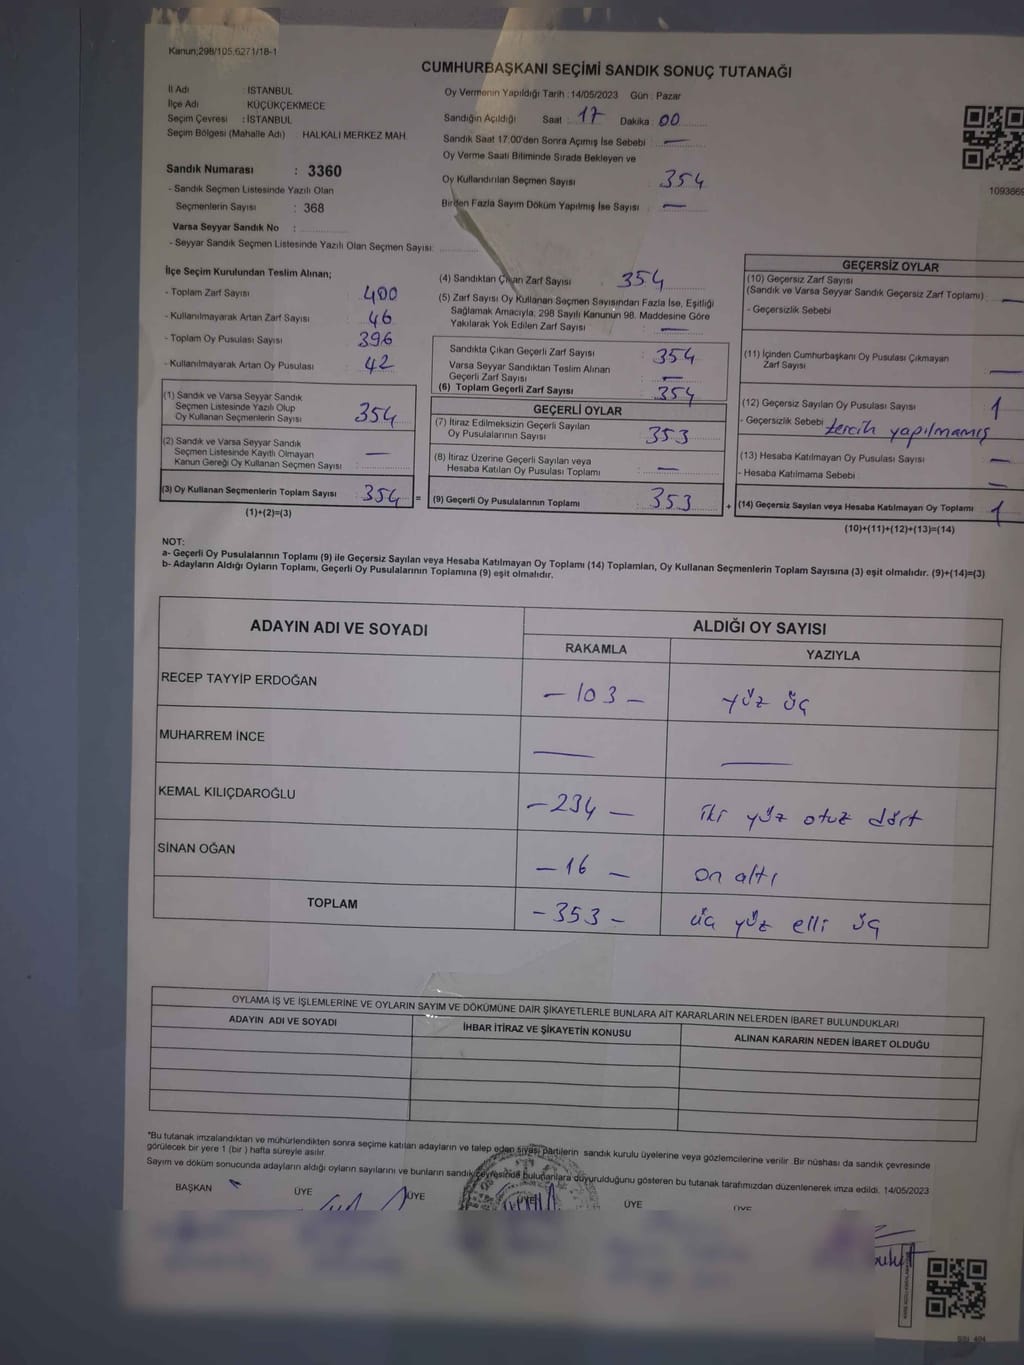 Kanun;298/105,6271/18-1
CUMHURBAŞKANI SEÇİMİ SANDIK SONUÇ TUTANAĞI
İl Adı : İSTANBUL
İlçe Adı : KÜÇÜKÇEKMECE
Seçim Çevresi : İSTANBUL
Seçim Bölgesi (Mahalle Adı) : HALKALI MERKEZ MAH.
Oy Vermenin Yapıldığı Tarih : 14/05/2023 Gün : Pazar
Sandığın Açıldığı Saat : 17 Dakika : 00
Sandık Saat 17:00'den Sonra Açımış İse Sebebi : —
Oy Verme Saati Bitiminde Sırada Bekleyen ve
Oy Kullandırılan Seçmen Sayısı : 354
Birden Fazla Sayım Döküm Yapılmış İse Sayısı : —
Sandık Numarası : 3360
- Sandık Seçmen Listesinde Yazılı Olan
Seçmenlerin Sayısı : 368
Varsa Seyyar Sandık No :
- Seyyar Sandık Seçmen Listesinde Yazılı Olan Seçmen Sayısı:
İlçe Seçim Kurulundan Teslim Alınan;
- Toplam Zarf Sayısı : 400
- Kullanılmayarak Artan Zarf Sayısı : 46
- Toplam Oy Pusulası Sayısı : 396
- Kullanılmayarak Artan Oy Pusulası : 42
(1) Sandık ve Varsa Seyyar Sandık
Seçmen Listesinde Yazılı Olup
Oy Kullanan Seçmenlerin Sayısı : 354
(2) Sandık ve Varsa Seyyar Sandık
Seçmen Listesinde Kayıtlı Olmayan
Kanun Gereği Oy Kullanan Seçmen Sayısı : —
(3) Oy Kullanan Seçmenlerin Toplam Sayısı : 354 =
(1)+(2)=(3)
(4) Sandıktan Çıkan Zarf Sayısı : 354
(5) Zarf Sayısı Oy Kullanan Seçmen Sayısından Fazla İse, Eşitliği
Sağlamak Amacıyla, 298 Sayılı Kanunun 98. Maddesine Göre
Yakılarak Yok Edilen Zarf Sayısı : —
Sandıkta Çıkan Geçerli Zarf Sayısı : 354
Varsa Seyyar Sandıktan Teslim Alınan
Geçerli Zarf Sayısı : —
(6) Toplam Geçerli Zarf Sayısı : 354
GEÇERLİ OYLAR
(7) İtiraz Edilmeksizin Geçerli Sayılan
Oy Pusulalarının Sayısı : 353
(8) İtiraz Üzerine Geçerli Sayılan veya
Hesaba Katılan Oy Pusulası Toplamı : —
(9) Geçerli Oy Pusulalarının Toplamı : 353 +
1093869
GEÇERSİZ OYLAR
(10) Geçersiz Zarf Sayısı
(Sandık ve Varsa Seyyar Sandık Geçersiz Zarf Toplamı) : —
- Geçersizlik Sebebi
(11) İçinden Cumhurbaşkanı Oy Pusulası Çıkmayan
Zarf Sayısı : —
(12) Geçersiz Sayılan Oy Pusulası Sayısı : 1
- Geçersizlik Sebebi tercih yapılmamış
(13) Hesaba Katılmayan Oy Pusulası Sayısı : —
- Hesaba Katılmama Sebebi —
(14) Geçersiz Sayılan veya Hesaba Katılmayan Oy Toplamı : 1
(10)+(11)+(12)+(13)=(14)
NOT:
a- Geçerli Oy Pusulalarının Toplamı (9) ile Geçersiz Sayılan veya Hesaba Katılmayan Oy Toplamı (14) Toplamları, Oy Kullanan Seçmenlerin Toplam Sayısına (3) eşit olmalıdır. (9)+(14)=(3)
b- Adayların Aldığı Oyların Toplamı, Geçerli Oy Pusulalarının Toplamına (9) eşit olmalıdır.
ADAYIN ADI VE SOYADI ALDIĞI OY SAYISI
RAKAMLA YAZIYLA
RECEP TAYYİP ERDOĞAN — 103 — yüz üç
MUHARREM İNCE — —
KEMAL KILIÇDAROĞLU — 234 — iki yüz otuz dört
SİNAN OĞAN — 16 — on altı
TOPLAM — 353 — üç yüz elli üç
OYLAMA İŞ VE İŞLEMLERİNE VE OYLARIN SAYIM VE DÖKÜMÜNE DAİR ŞİKAYETLERLE BUNLARA AİT KARARLARIN NELERDEN İBARET BULUNDUKLARI
ADAYIN ADI VE SOYADI İHBAR İTİRAZ VE ŞİKAYETİN KONUSU ALINAN KARARIN NEDEN İBARET OLDUĞU
*Bu tutanak imzalandıktan ve mühürlendikten sonra seçime katılan adayların ve talep eden siyasi partilerin sandık kurulu üyelerine veya gözlemcilerine verilir. Bir nüshası da sandık çevresinde
görülecek bir yere 1 (bir ) hafta süreyle asılır.
Sayım ve döküm sonucunda adayların aldığı oyların sayılarını ve bunların sandık çevresinde bulunanlara duyurulduğunu gösteren bu tutanak tarafımızdan düzenlenerek imza edildi. 14/05/2023
BAŞKAN ÜYE ÜYE ÜYE ÜYE ÜYE